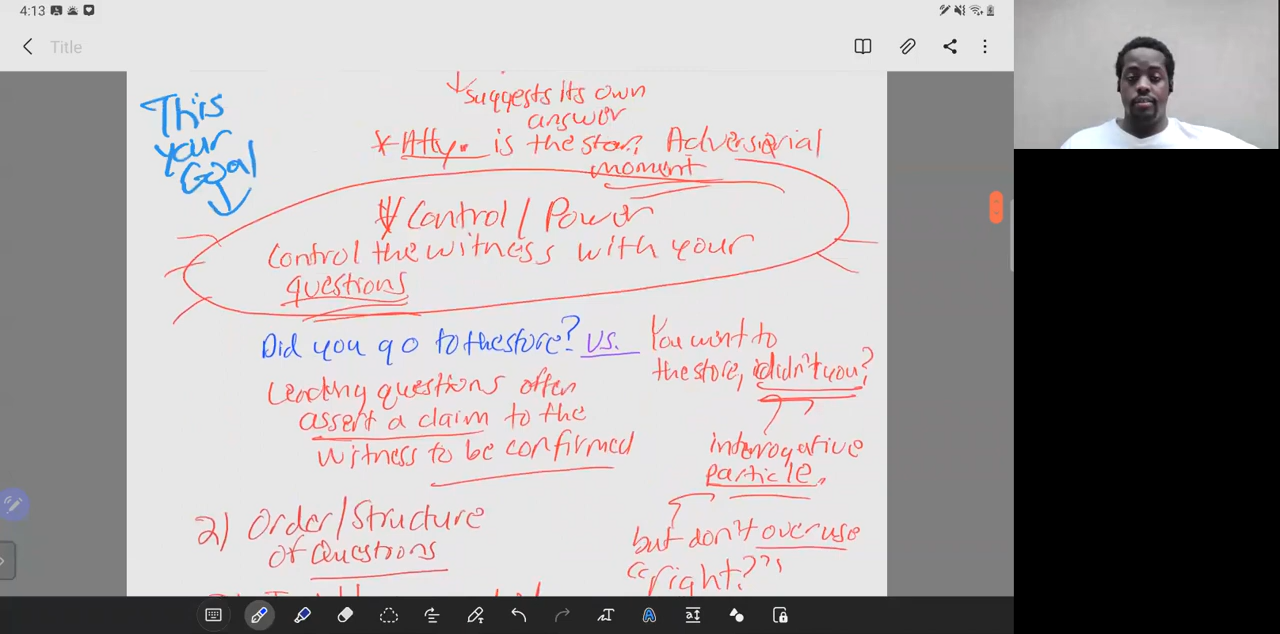 4:13
Title
This
your
Goal
suggests its own
answer
*Atty. is the star? Adversarial
moment
Control / Power
Control the witness with your
questions
Did you go to the store? vs.
You went to
the store, didn't you?
Leading questions often
assert a claim to the
witness to be confirmed
interogative
particle,
2) Order/Structure
of Questions
but don't overuse
"right?"